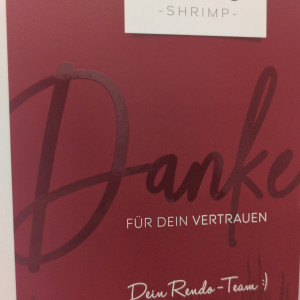 -SHRIMP-
Danke
FÜR DEIN VERTRAUEN
Dein Rendo-Team :)